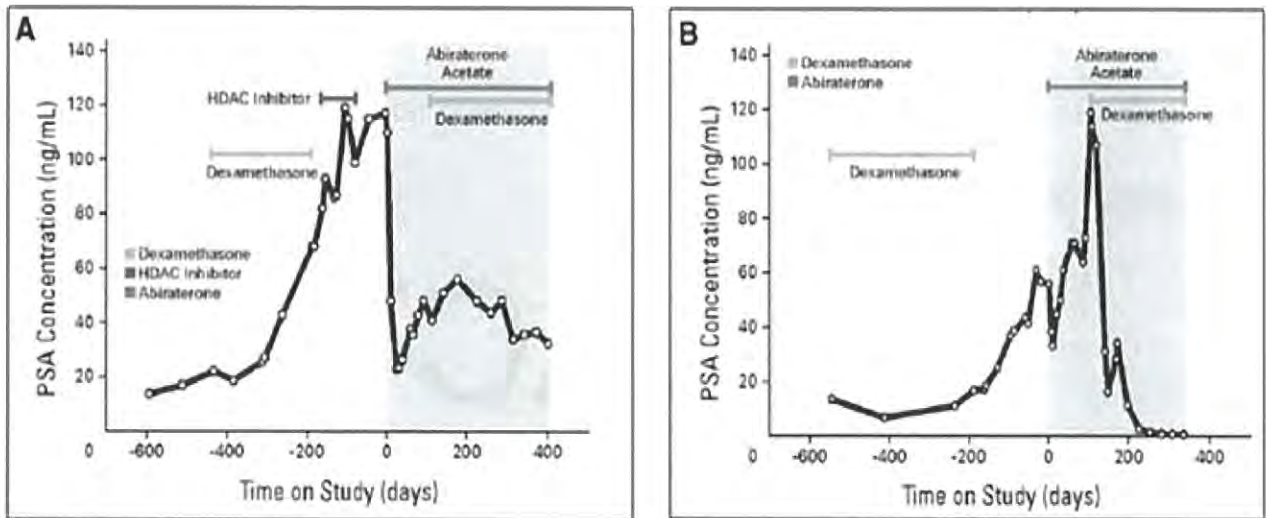 A
140
120
100
80
60
40
20
0
PSA Concentration (ng/mL)
Abiraterone
Acetate
HDAC Inhibitor
Dexamethasone
Dexamethasone
Dexamethasone
HDAC Inhibitor
Abiraterone
-600
-400
-200
0
200
400
Time on Study (days)
B
140
120
100
80
60
40
20
0
PSA Concentration (ng/mL)
Dexamethasone
Abiraterone
Abiraterone
Acetate
Dexamethasone
Dexamethasone
-600
-400
-200
0
200
400
Time on Study (days)